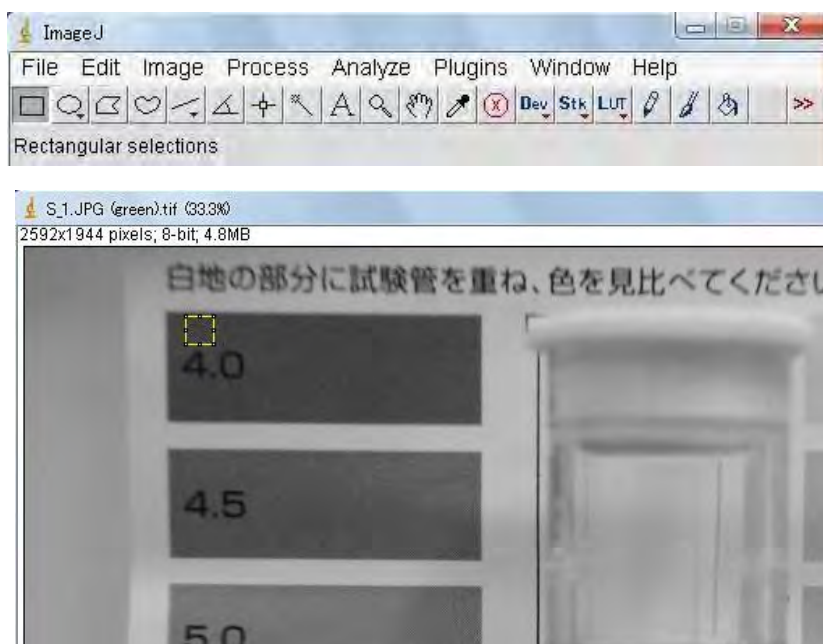 ImageJ
File Edit Image Process Analyze Plugins Window Help
Dev Stk LUT >>
Rectangular selections
S_1.JPG (green).tif (33.3%)
2592x1944 pixels; 8-bit; 4.8MB
白地の部分に試験管を重ね、色を見比べてください
4.0
4.5
5.0